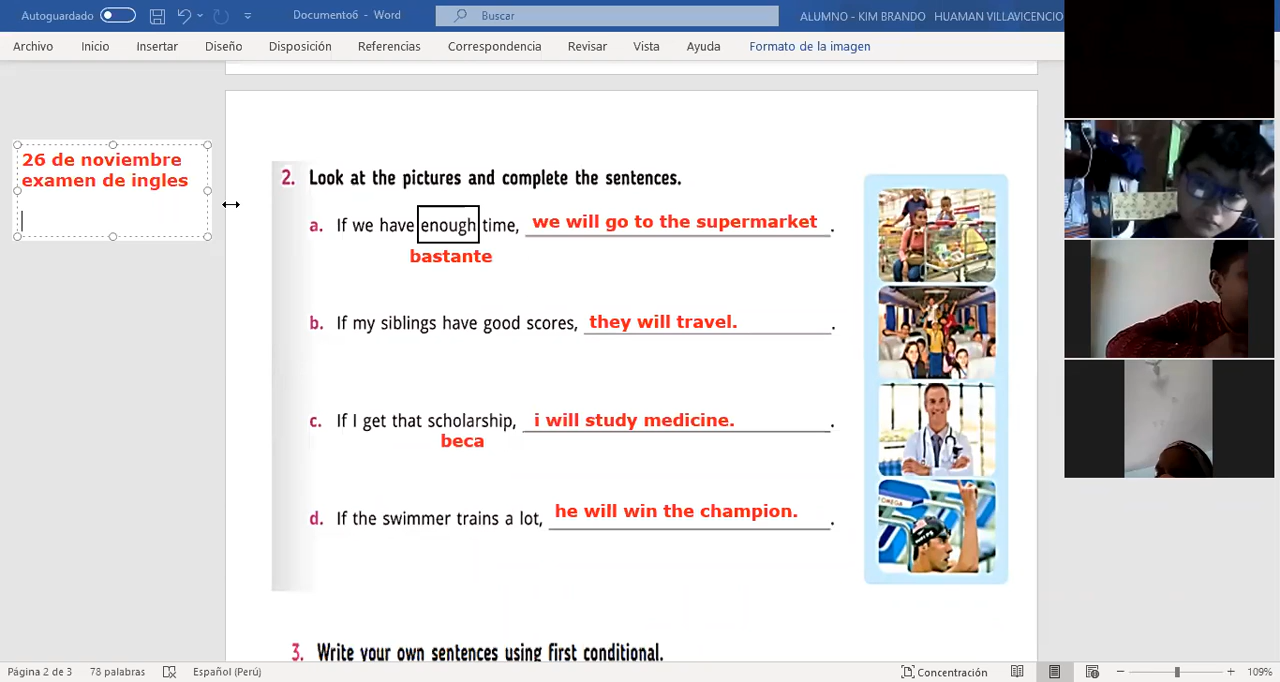 Autoguardado
Documento6 - Word
Buscar
ALUMNO - KIM BRANDO HUAMAN VILLAVICENCIO
Archivo Inicio Insertar Diseño Disposición Referencias Correspondencia Revisar Vista Ayuda Formato de la imagen
26 de noviembre
examen de ingles
2. Look at the pictures and complete the sentences.
a. If we have enough time, we will go to the supermarket.
bastante
b. If my siblings have good scores, they will travel. .
c. If I get that scholarship, i will study medicine. .
beca
d. If the swimmer trains a lot, he will win the champion. .
OMEGA
3. Write your own sentences using first conditional.
Página 2 de 3 78 palabras Español (Perú) Concentración 109%